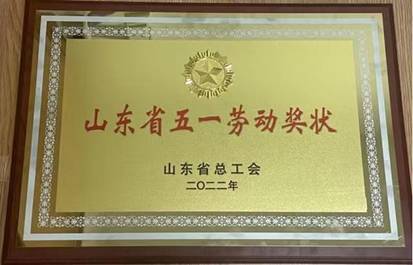 山东省五一劳动奖状
山东省总工会
二〇二二年